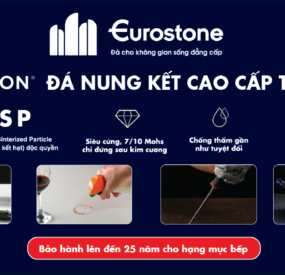 Eurostone
Đá cho không gian sống đẳng cấp
ON® ĐÁ NUNG KẾT CAO CẤP T
SP
Sinterized Particle
kết hạt) độc quyền
Siêu cứng, 7/10 Mohs
chỉ đứng sau kim cương
Chống thấm gần
như tuyệt đối
Bảo hành lên đến 25 năm cho hạng mục bếp